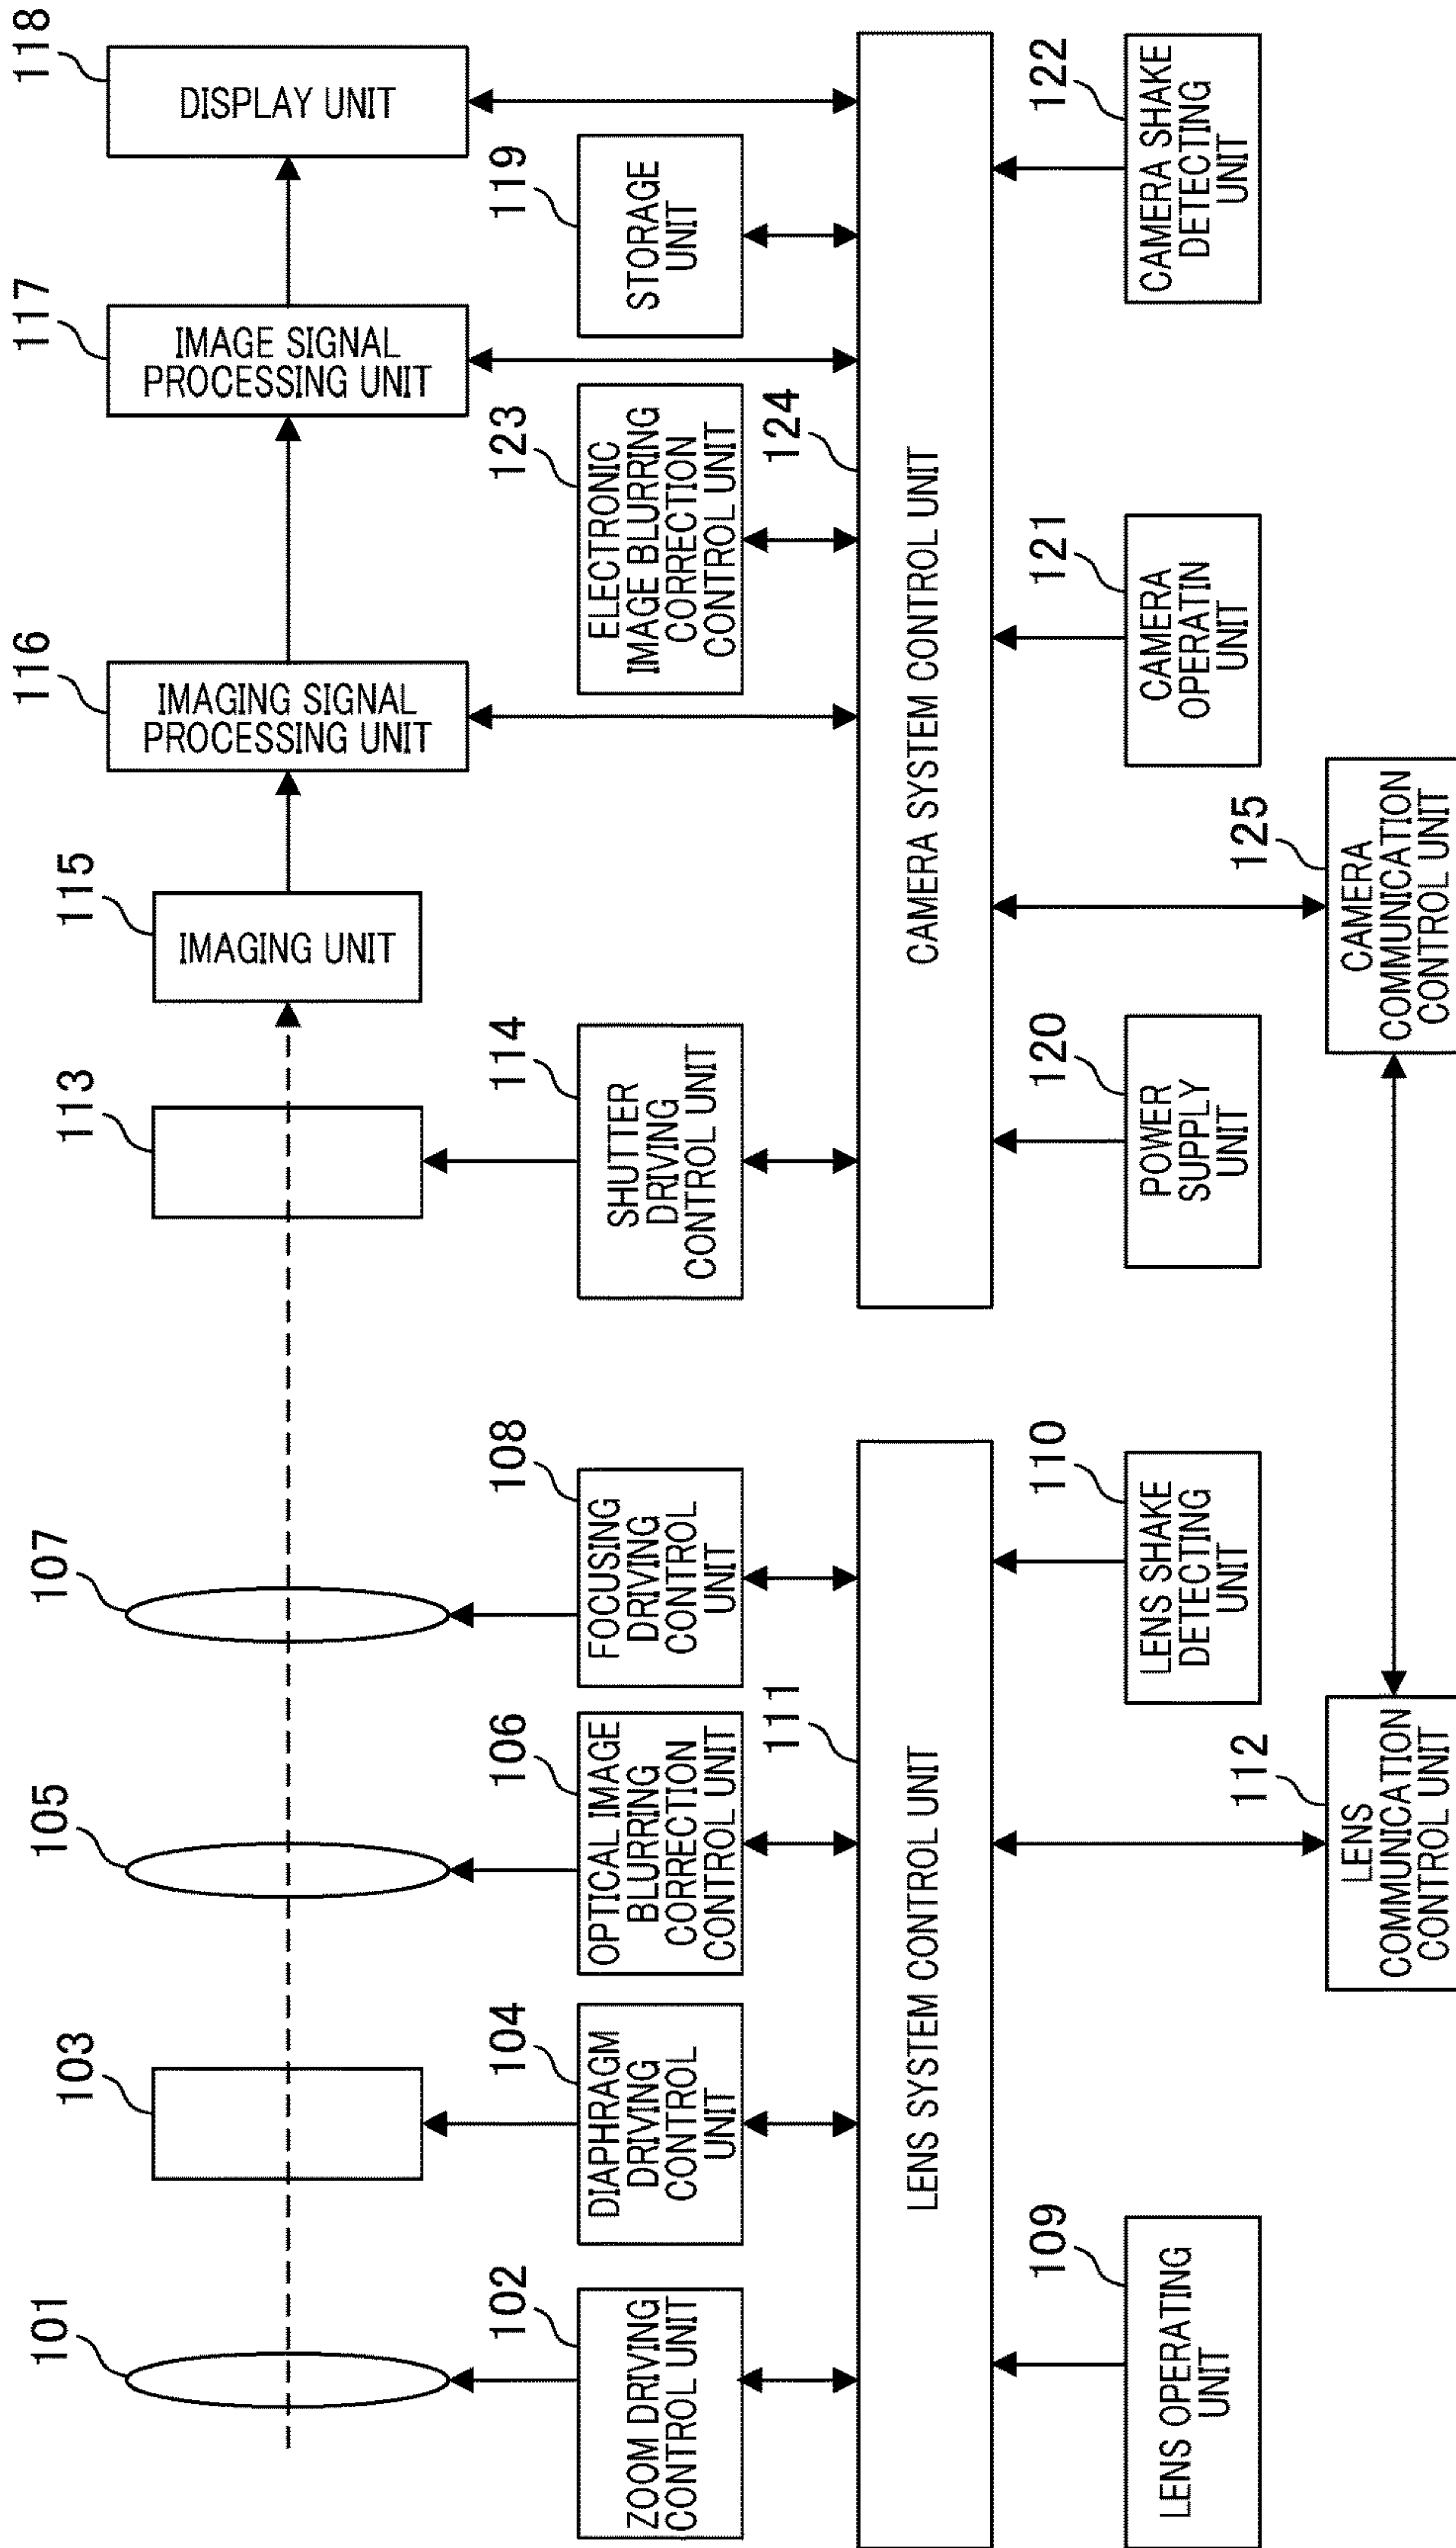 101
103
105
107
113
115
IMAGING UNIT
116
IMAGING SIGNAL
PROCESSING UNIT
117
IMAGE SIGNAL
PROCESSING UNIT
118
DISPLAY UNIT
102
ZOOM DRIVING
CONTROL UNIT
104
DIAPHRAGM
DRIVING
CONTROL
UNIT
106
OPTICAL IMAGE
BLURRING
CORRECTION
CONTROL UNIT
108
FOCUSING
DRIVING
CONTROL
UNIT
114
SHUTTER
DRIVING
CONTROL UNIT
123
ELECTRONIC
IMAGE BLURRING
CORRECTION
CONTROL UNIT
119
STORAGE
UNIT
111
LENS SYSTEM CONTROL UNIT
124
CAMERA SYSTEM CONTROL UNIT
109
LENS OPERATING
UNIT
110
LENS SHAKE
DETECTING
UNIT
120
POWER
SUPPLY
UNIT
121
CAMERA
OPERATIN
UNIT
122
CAMERA SHAKE
DETECTING
UNIT
112
LENS
COMMUNICATION
CONTROL UNIT
125
CAMERA
COMMUNICATION
CONTROL UNIT